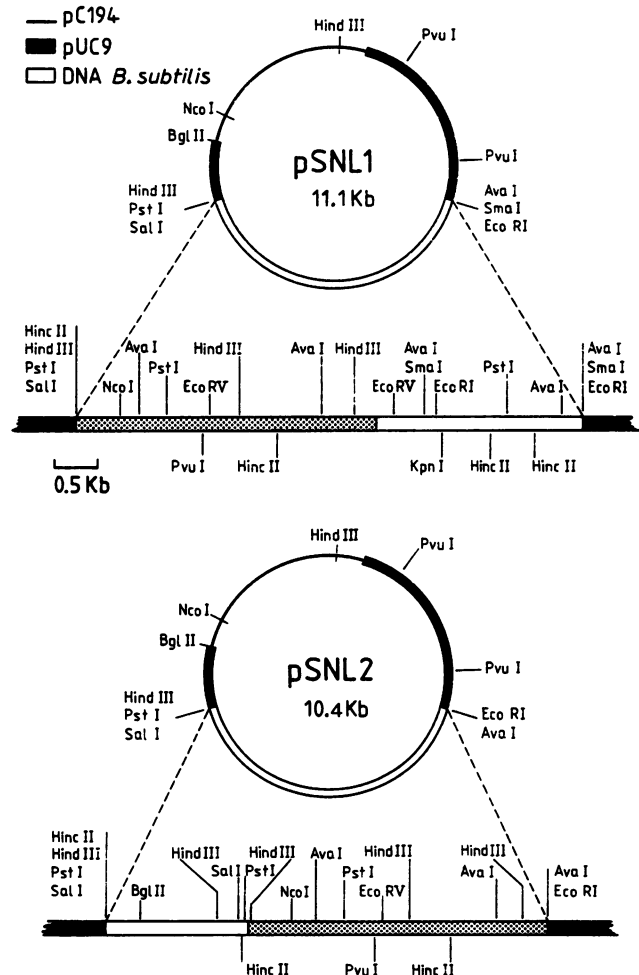 pC194
pUC9
DNA B. subtilis
Hind III
Pvu I
Nco I
Bgl II
pSNL1
11.1 Kb
Pvu I
Hind III
Pst I
Sal I
Ava I
Sma I
Eco RI
Hinc II
Hind III
Pst I
Sal I
Nco I
Ava I
Pst I
Eco RV
Hind III
Ava I
Hind III
Eco RV
Ava I
Sma I
Eco RI
Pst I
Ava I
Ava I
Sma I
Eco RI
0.5 Kb
Pvu I
Hinc II
Kpn I
Hinc II
Hinc II
Hind III
Pvu I
Nco I
Bgl II
pSNL2
10.4 Kb
Pvu I
Hind III
Pst I
Sal I
Eco RI
Ava I
Hinc II
Hind III
Pst I
Sal I
Bgl II
Hind III
Sal I
Pst I
Hind III
Nco I
Ava I
Pst I
Eco RV
Hind III
Ava I
Hind III
Ava I
Eco RI
Hinc II
Pvu I
Hinc II